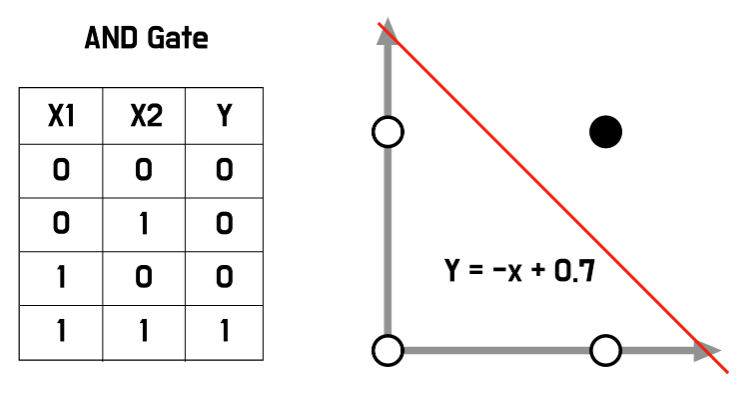 AND Gate
X1 X2 Y
0 0 0
0 1 0
1 0 0
1 1 1
Y = -x + 0.7